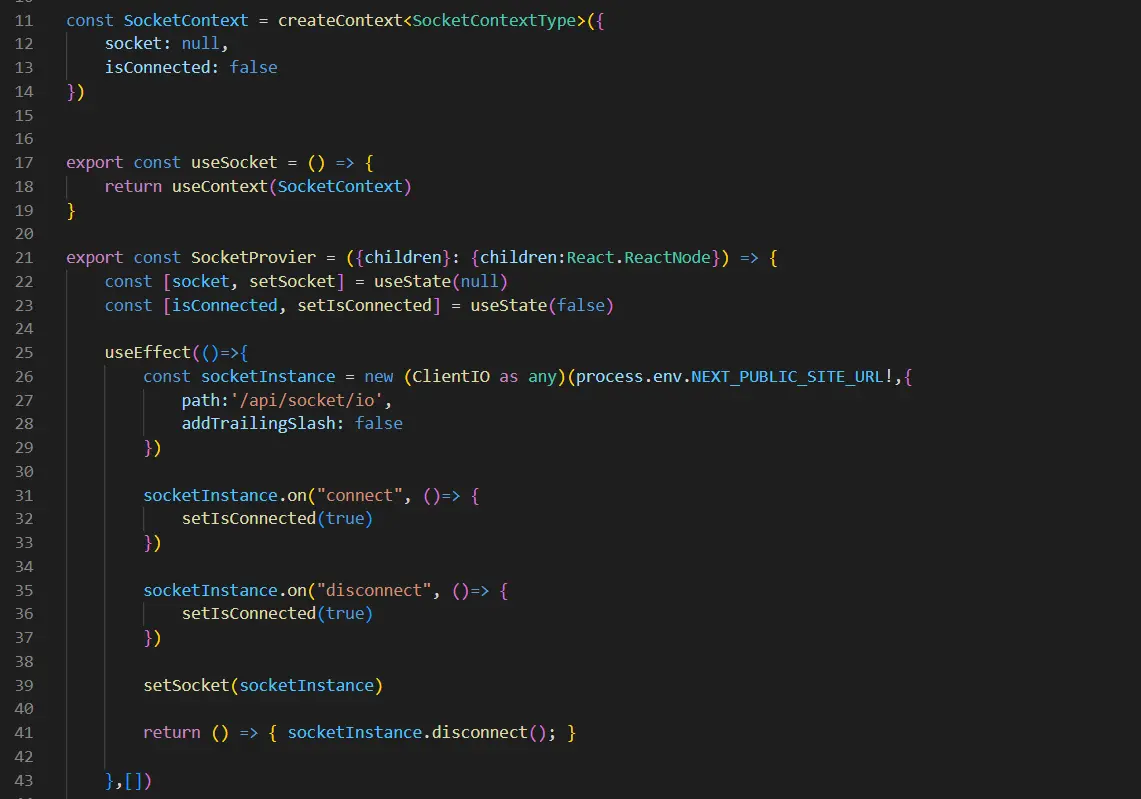 11 const SocketContext = createContext<SocketContextType>({
12     socket: null,
13     isConnected: false
14 })
15
16
17 export const useSocket = () => {
18     return useContext(SocketContext)
19 }
20
21 export const SocketProvier = ({children}: {children:React.ReactNode}) => {
22     const [socket, setSocket] = useState(null)
23     const [isConnected, setIsConnected] = useState(false)
24
25     useEffect(()=>{
26         const socketInstance = new (ClientIO as any)(process.env.NEXT_PUBLIC_SITE_URL!,{
27             path:'/api/socket/io',
28             addTrailingSlash: false
29         })
30
31         socketInstance.on("connect", ()=> {
32             setIsConnected(true)
33         })
34
35         socketInstance.on("disconnect", ()=> {
36             setIsConnected(true)
37         })
38
39         setSocket(socketInstance)
40
41         return () => { socketInstance.disconnect(); }
42
43     },[])